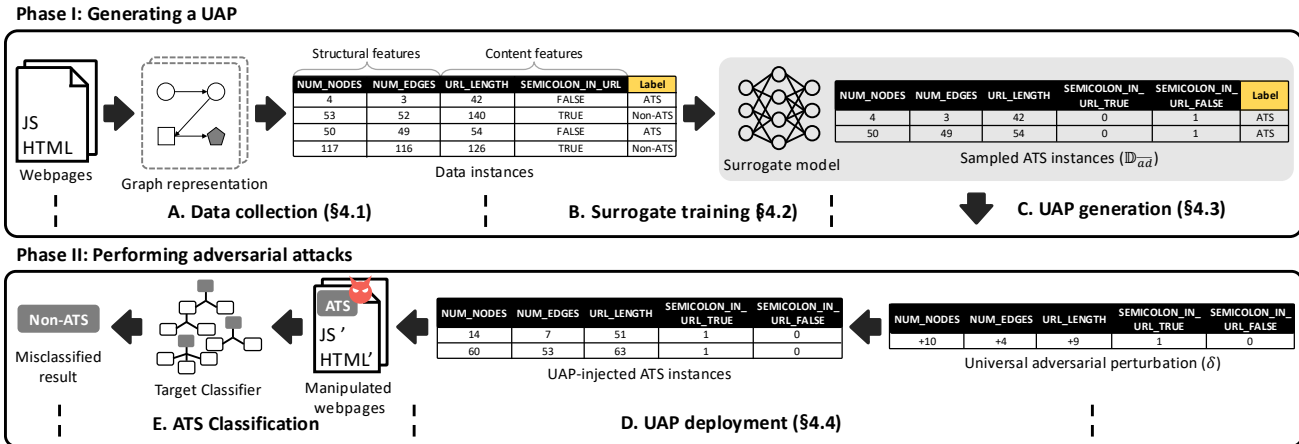 Phase I: Generating a UAP
Structural features
Content features
JS
HTML
Webpages
Graph representation
NUM_NODES NUM_EDGES URL_LENGTH SEMICOLON_IN_URL Label
4 3 42 FALSE ATS
53 52 140 TRUE Non-ATS
50 49 54 FALSE ATS
117 116 126 TRUE Non-ATS
Data instances
Surrogate model
NUM_NODES NUM_EDGES URL_LENGTH SEMICOLON_IN_URL_TRUE SEMICOLON_IN_URL_FALSE Label
4 3 42 0 1 ATS
50 49 54 0 1 ATS
Sampled ATS instances (𝔻_{\overline{ad}})
A. Data collection (§4.1)
B. Surrogate training §4.2)
C. UAP generation (§4.3)
Phase II: Performing adversarial attacks
Non-ATS
Misclassified
result
Target Classifier
ATS
JS ’
HTML’
Manipulated
webpages
NUM_NODES NUM_EDGES URL_LENGTH SEMICOLON_IN_URL_TRUE SEMICOLON_IN_URL_FALSE
14 7 51 1 0
60 53 63 1 0
UAP-injected ATS instances
NUM_NODES NUM_EDGES URL_LENGTH SEMICOLON_IN_URL_TRUE SEMICOLON_IN_URL_FALSE
+10 +4 +9 1 0
Universal adversarial perturbation (δ)
E. ATS Classification
D. UAP deployment (§4.4)